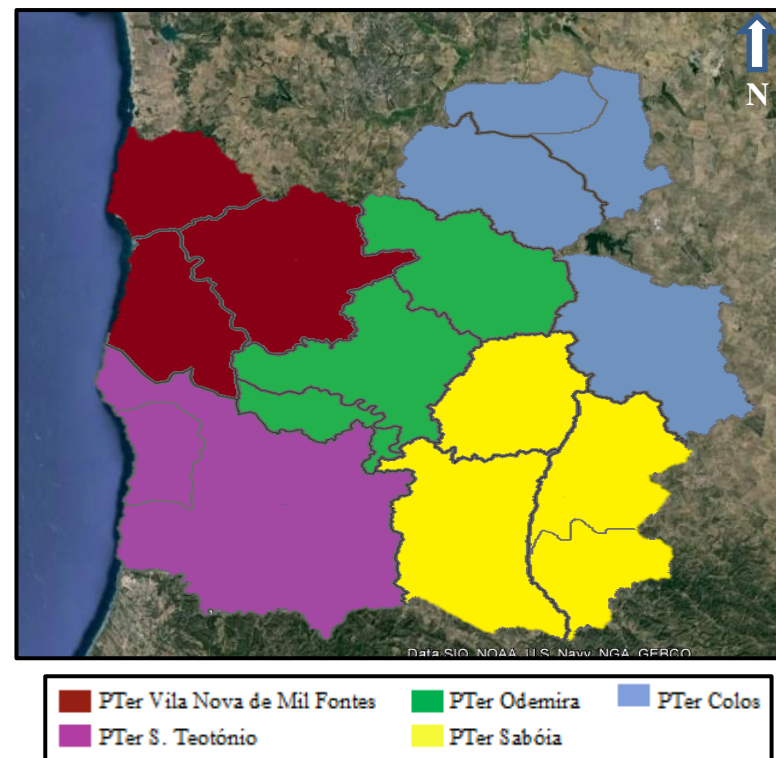 N
Data SIO, NOAA, U.S. Navy, NGA, GEBCO
PTer Vila Nova de Mil Fontes
PTer Odemira
PTer Colos
PTer S. Teotónio
PTer Sabóia